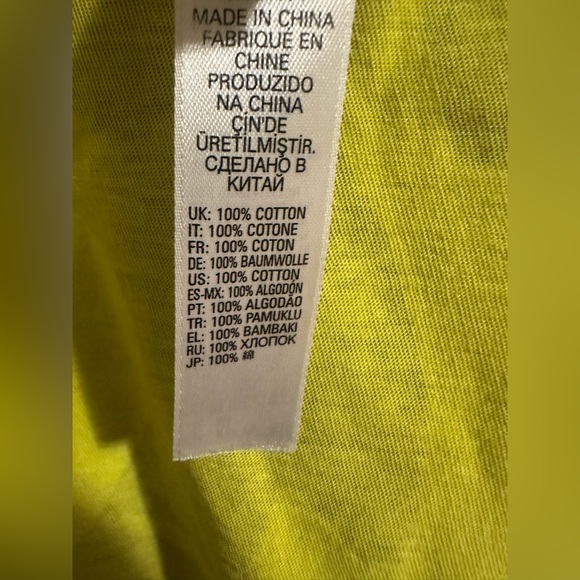 MADE IN CHINA
FABRIQUÉ EN
CHINE
PRODUZIDO
NA CHINA
ÇİN'DE
ÜRETİLMİŞTİR.
СДЕЛАНО В
КИТАЙ
UK: 100% COTTON
IT: 100% COTONE
FR: 100% COTON
DE: 100% BAUMWOLLE
US: 100% COTTON
ES-MX: 100% ALGODÓN
PT: 100% ALGODÃO
TR: 100% PAMUKLU
EL: 100% BAMBAKI
RU: 100% ХЛОПОК
JP: 100% 綿